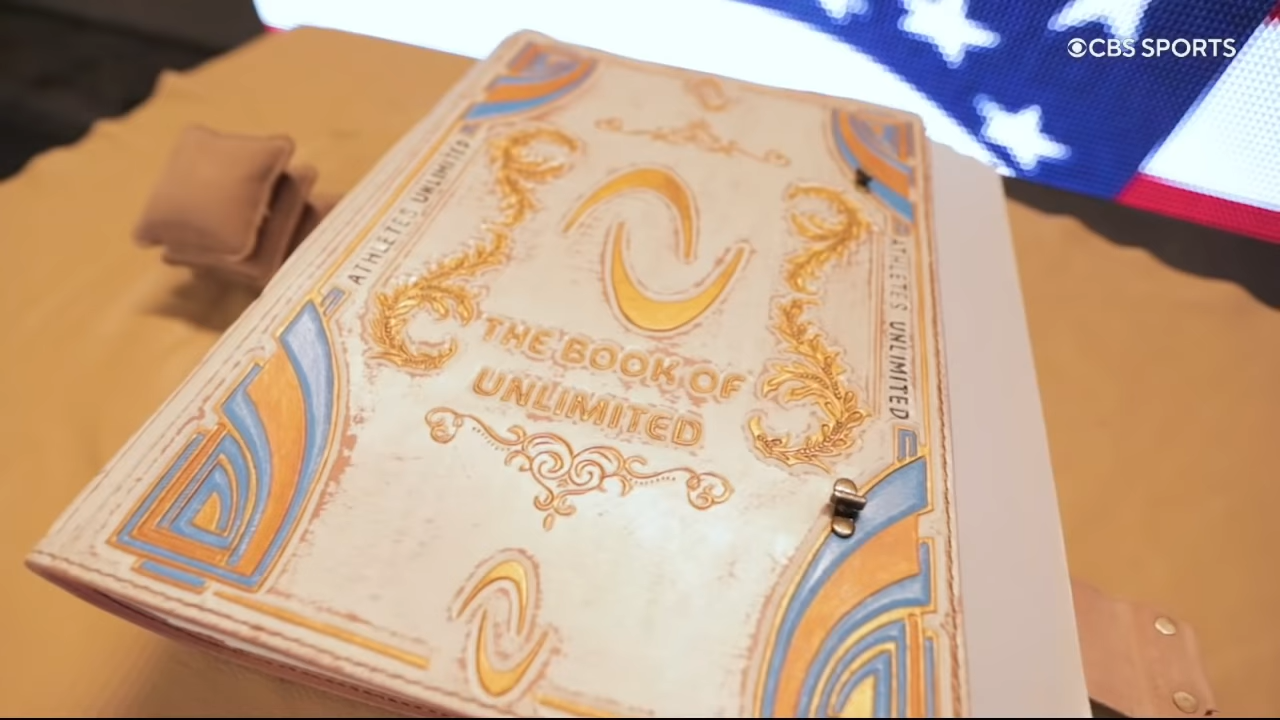 CBS SPORTS
ATHLETES UNLIMITED
THE BOOK OF
UNLIMITED
ATHLETES UNLIMITED